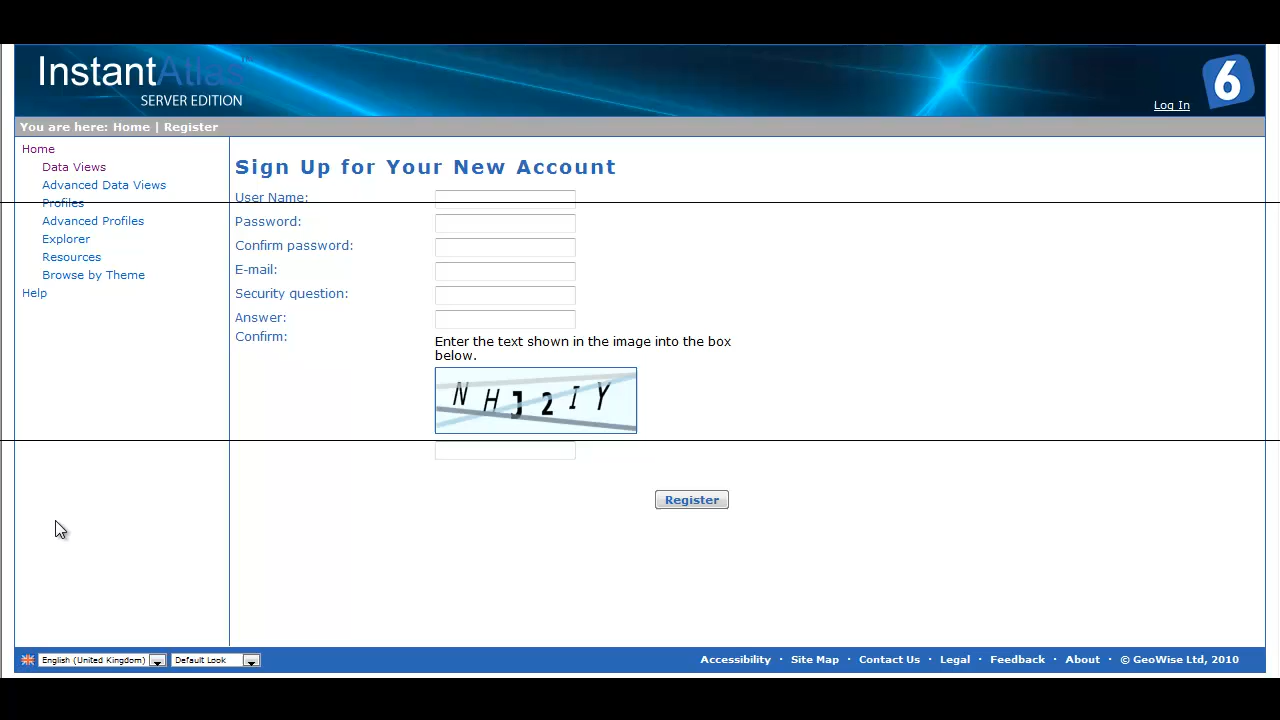 InstantAtlas™
SERVER EDITION
6
Log In
You are here: Home | Register
Home
Data Views
Advanced Data Views
Profiles
Advanced Profiles
Explorer
Resources
Browse by Theme
Help
Sign Up for Your New Account
User Name:
Password:
Confirm password:
E-mail:
Security question:
Answer:
Confirm:
Enter the text shown in the image into the box
below.
NHJ2IY
Register
English (United Kingdom)
Default Look
Accessibility · Site Map · Contact Us · Legal · Feedback · About · © GeoWise Ltd, 2010